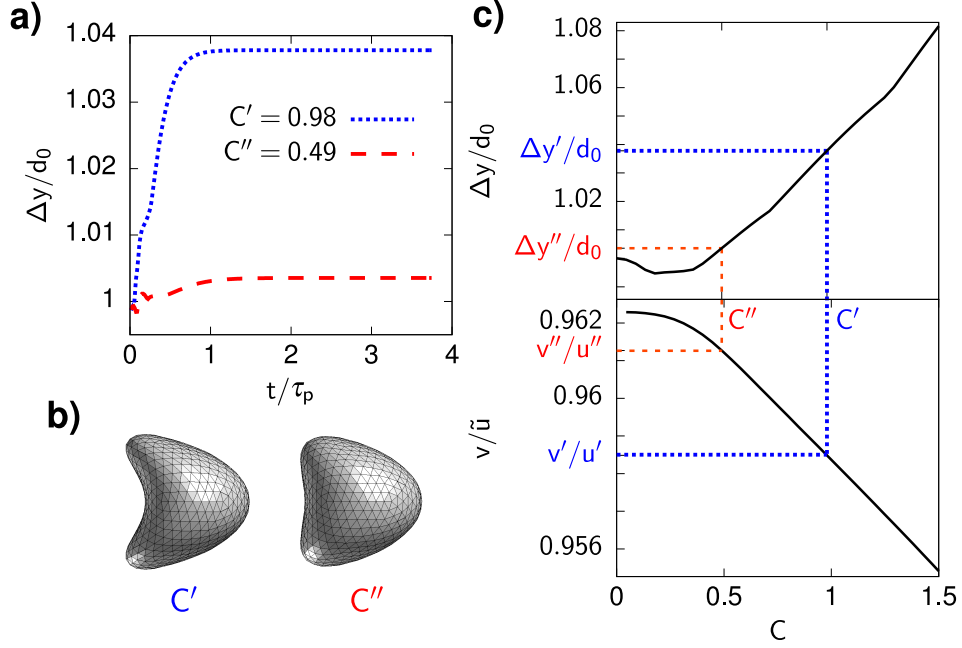 a)
Δy/d₀
1.04
1.03
1.02
1.01
1
C′ = 0.98
C″ = 0.49
0
1
2
3
4
t/τₚ
b)
C′
C″
c)
Δy/d₀
1.08
1.06
Δy′/d₀
1.02
Δy″/d₀
C″
C′
v/ũ
0.962
v″/u″
0.96
v′/u′
0.956
0
0.5
1
1.5
C